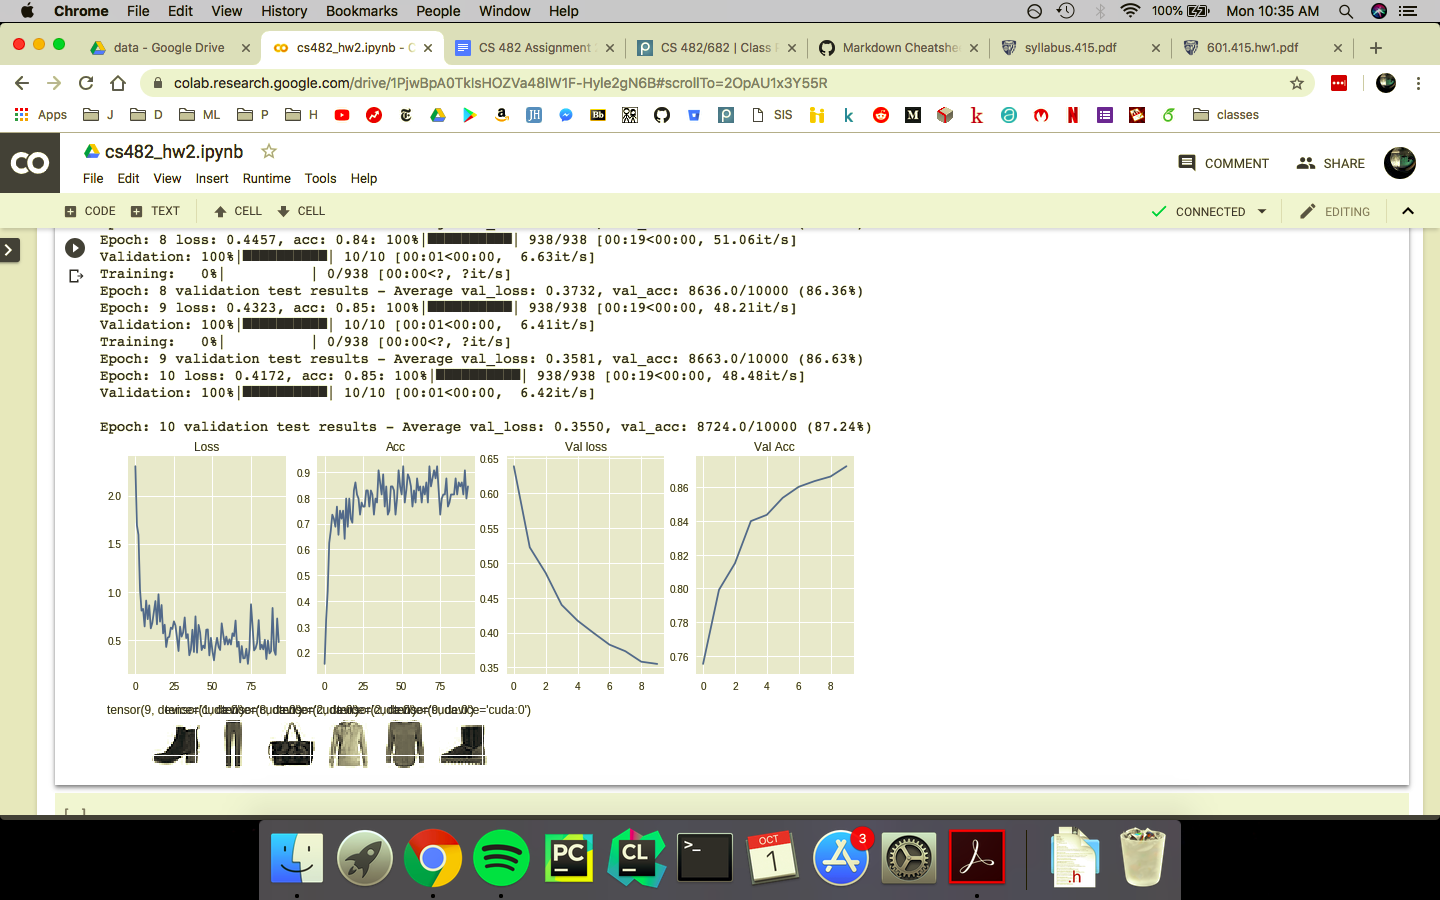 Chrome File Edit View History Bookmarks People Window Help 100% Mon 10:35 AM
data - Google Drive cs482_hw2.ipynb - C CS 482 Assignment CS 482/682 | Class Markdown Cheatshe syllabus.415.pdf 601.415.hw1.pdf
colab.research.google.com/drive/1PjwBpA0TklsHOZVa48lW1F-Hyle2gN6B#scrollTo=2OpAU1x3Y55R
Apps J D ML P H SIS classes
cs482_hw2.ipynb
COMMENT SHARE
File Edit View Insert Runtime Tools Help
CODE TEXT CELL CELL CONNECTED EDITING
Epoch: 8 loss: 0.4457, acc: 0.84: 100%|██████████| 938/938 [00:19<00:00, 51.06it/s]
Validation: 100%|██████████| 10/10 [00:01<00:00, 6.63it/s]
Training: 0%| | 0/938 [00:00<?, ?it/s]
Epoch: 8 validation test results - Average val_loss: 0.3732, val_acc: 8636.0/10000 (86.36%)
Epoch: 9 loss: 0.4323, acc: 0.85: 100%|██████████| 938/938 [00:19<00:00, 48.21it/s]
Validation: 100%|██████████| 10/10 [00:01<00:00, 6.41it/s]
Training: 0%| | 0/938 [00:00<?, ?it/s]
Epoch: 9 validation test results - Average val_loss: 0.3581, val_acc: 8663.0/10000 (86.63%)
Epoch: 10 loss: 0.4172, acc: 0.85: 100%|██████████| 938/938 [00:19<00:00, 48.48it/s]
Validation: 100%|██████████| 10/10 [00:01<00:00, 6.42it/s]
Epoch: 10 validation test results - Average val_loss: 0.3550, val_acc: 8724.0/10000 (87.24%)
Loss Acc Val loss Val Acc
2.0 1.5 1.0 0.5
0 25 50 75
0.9 0.8 0.7 0.6 0.5 0.4 0.3 0.2
0 25 50 75
0.65 0.60 0.55 0.50 0.45 0.40 0.35
0 2 4 6 8
0.86 0.84 0.82 0.80 0.78 0.76
0 2 4 6 8
tensor(9, device='cuda:0')
[ ]
PC CL >_ OCT 1 3 .h